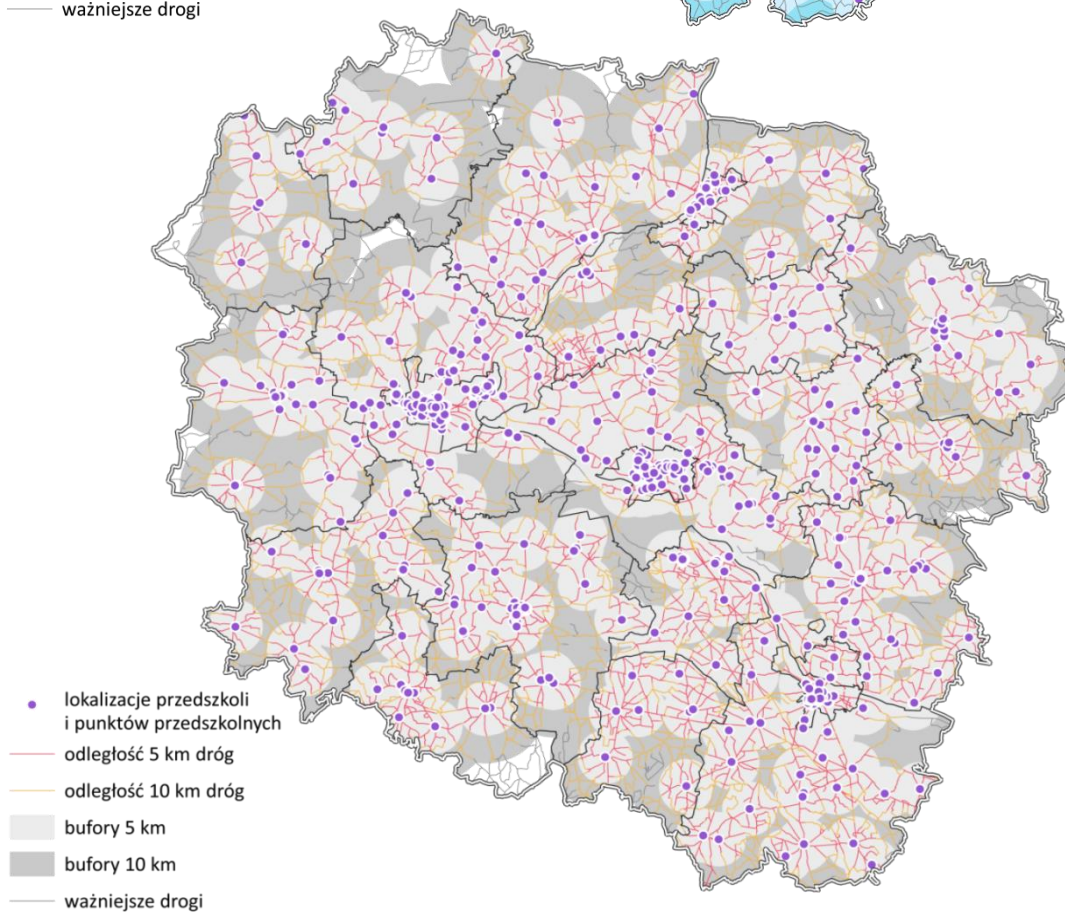 ważniejsze drogi
lokalizacje przedszkoli
i punktów przedszkolnych
odległość 5 km dróg
odległość 10 km dróg
bufory 5 km
bufory 10 km
ważniejsze drogi